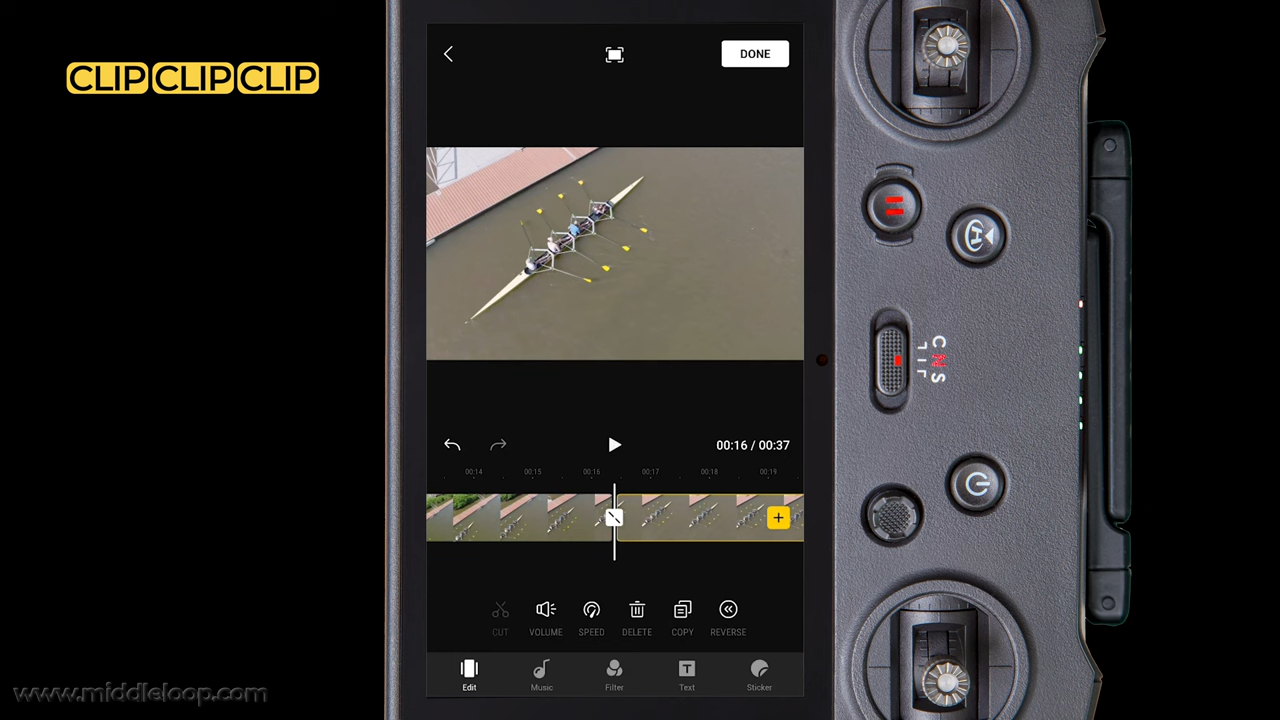 CLIP CLIP CLIP
DONE
00:16 / 00:37
00:14 00:15 00:16 00:17 00:18 00:19
CUT VOLUME SPEED DELETE COPY REVERSE
Edit Music Filter Text Sticker
C N S
H
www.middleloop.com